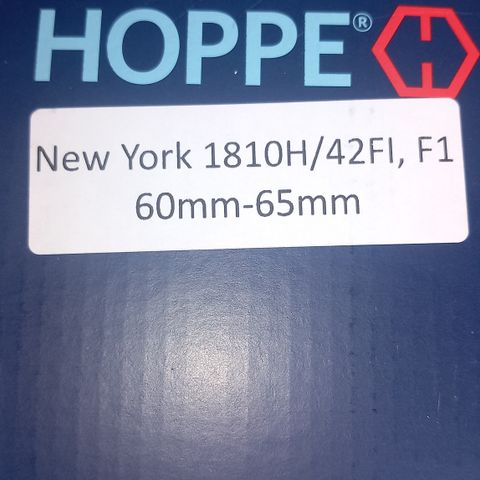 HOPPE®
New York 1810H/42FI, F1
60mm-65mm